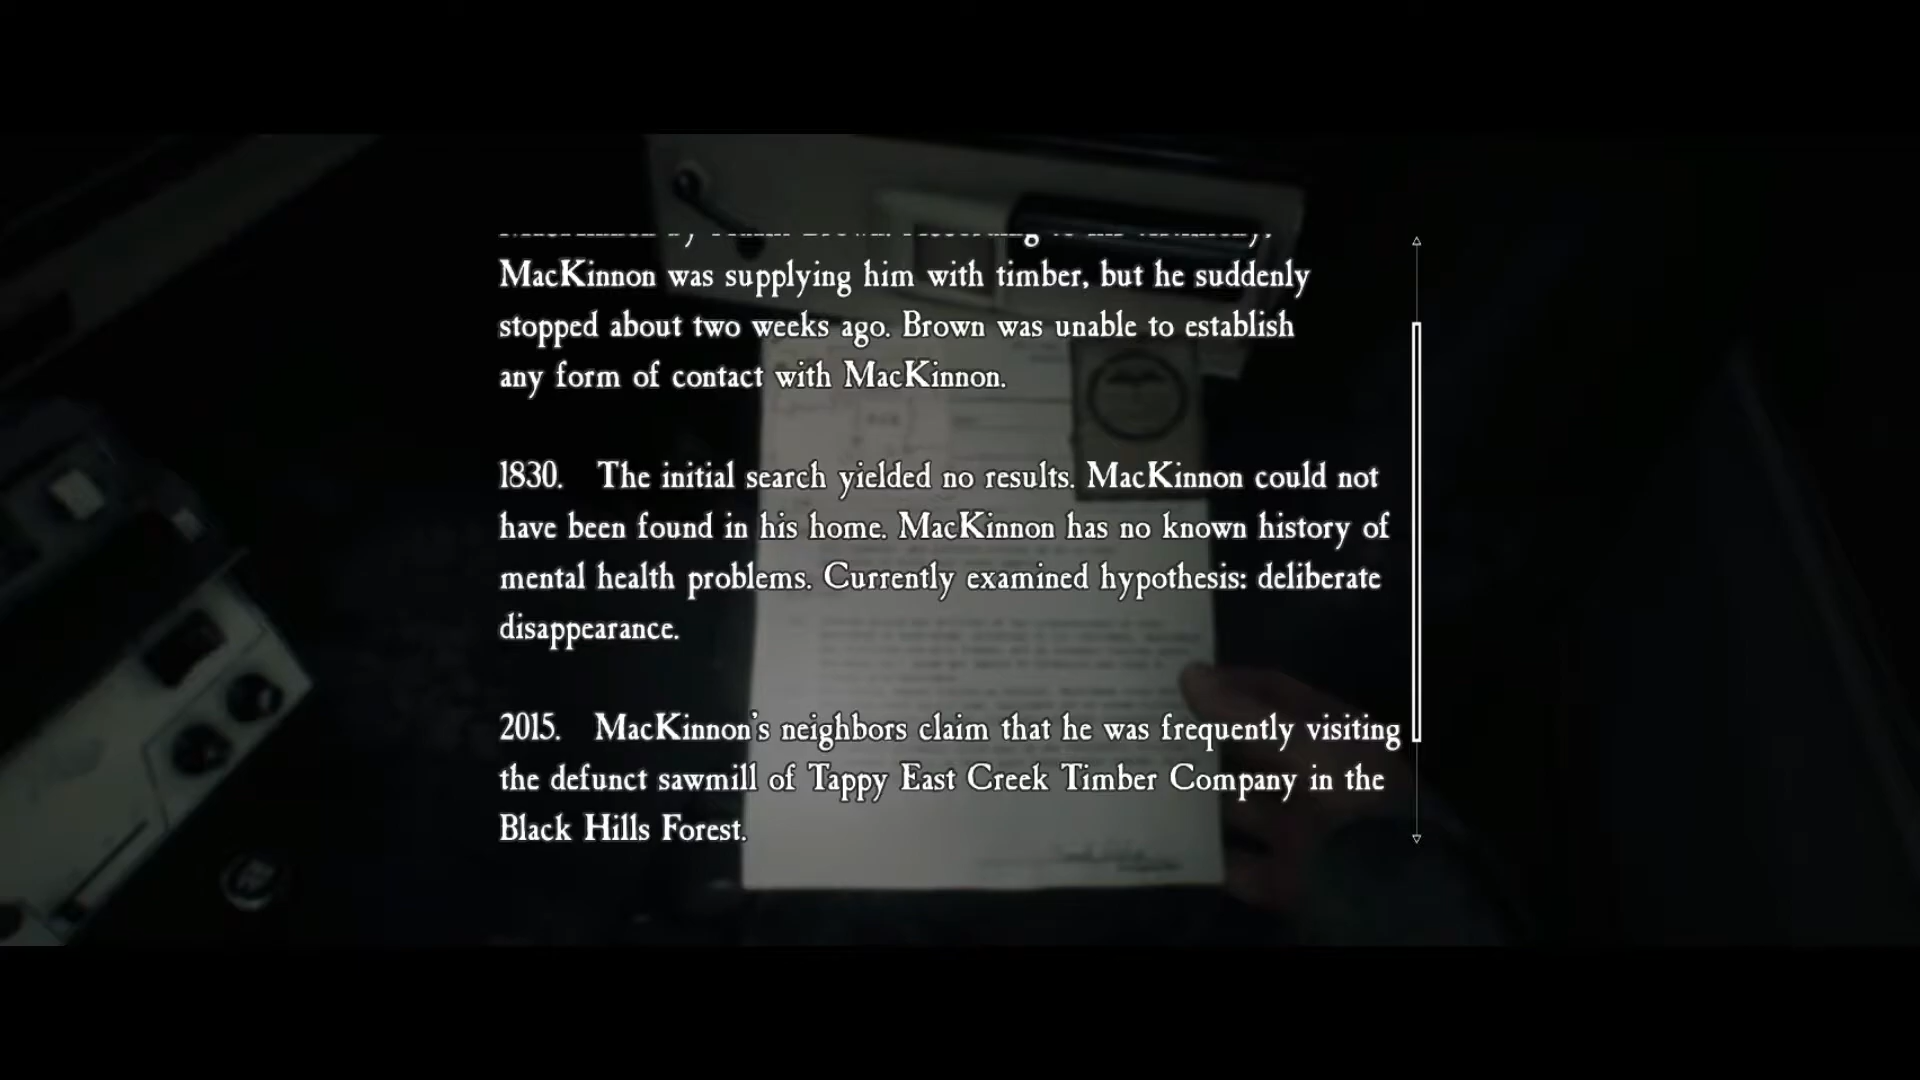 MacKinnon was supplying him with timber, but he suddenly
stopped about two weeks ago. Brown was unable to establish
any form of contact with MacKinnon.
1830. The initial search yielded no results. MacKinnon could not
have been found in his home. MacKinnon has no known history of
mental health problems. Currently examined hypothesis: deliberate
disappearance.
2015. MacKinnon's neighbors claim that he was frequently visiting
the defunct sawmill of Tappy East Creek Timber Company in the
Black Hills Forest.